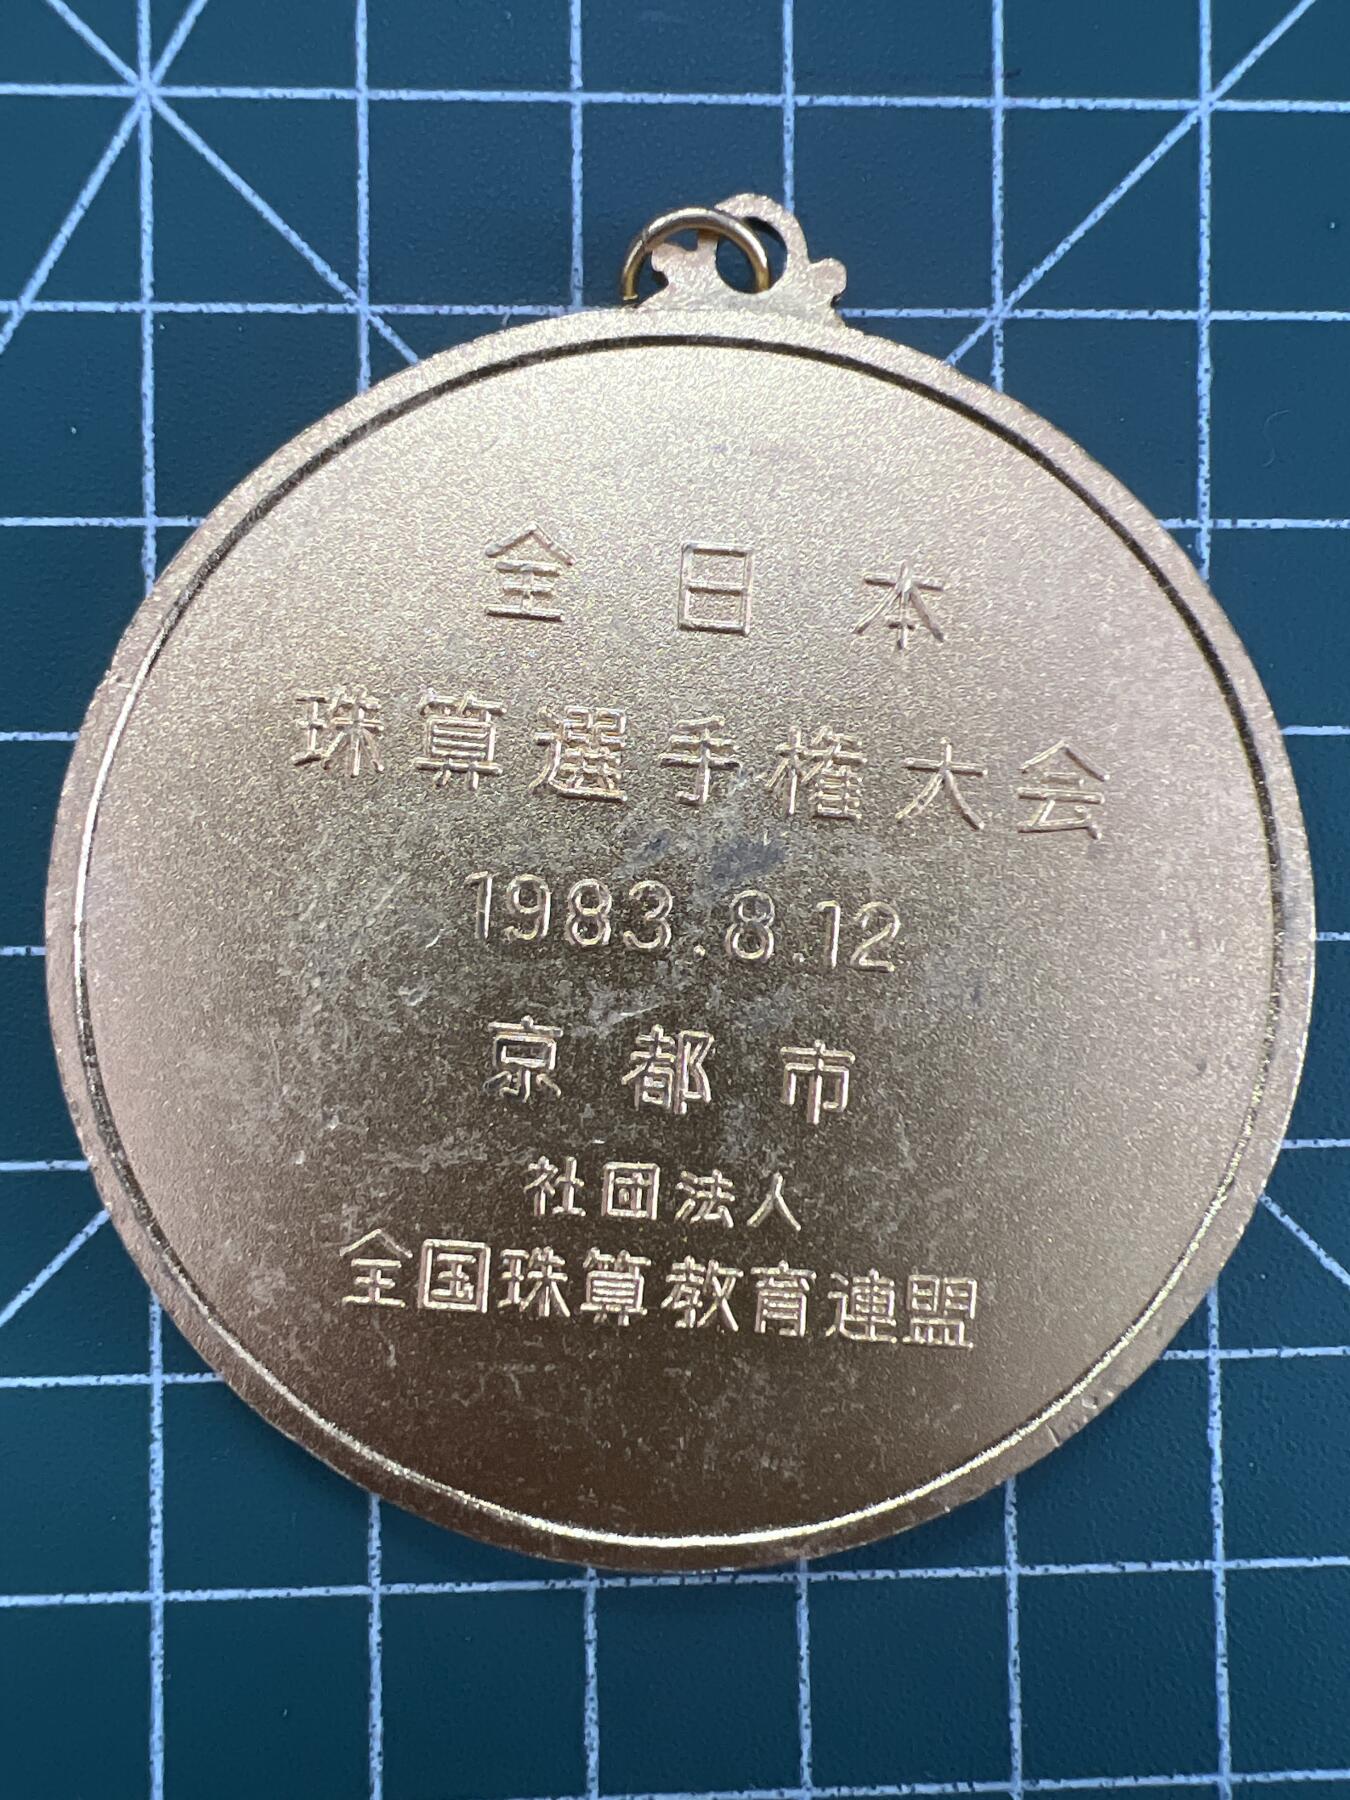 全日本
珠算選手権大会
1983.8.12
京都市
社団法人
全国珠算教育連盟